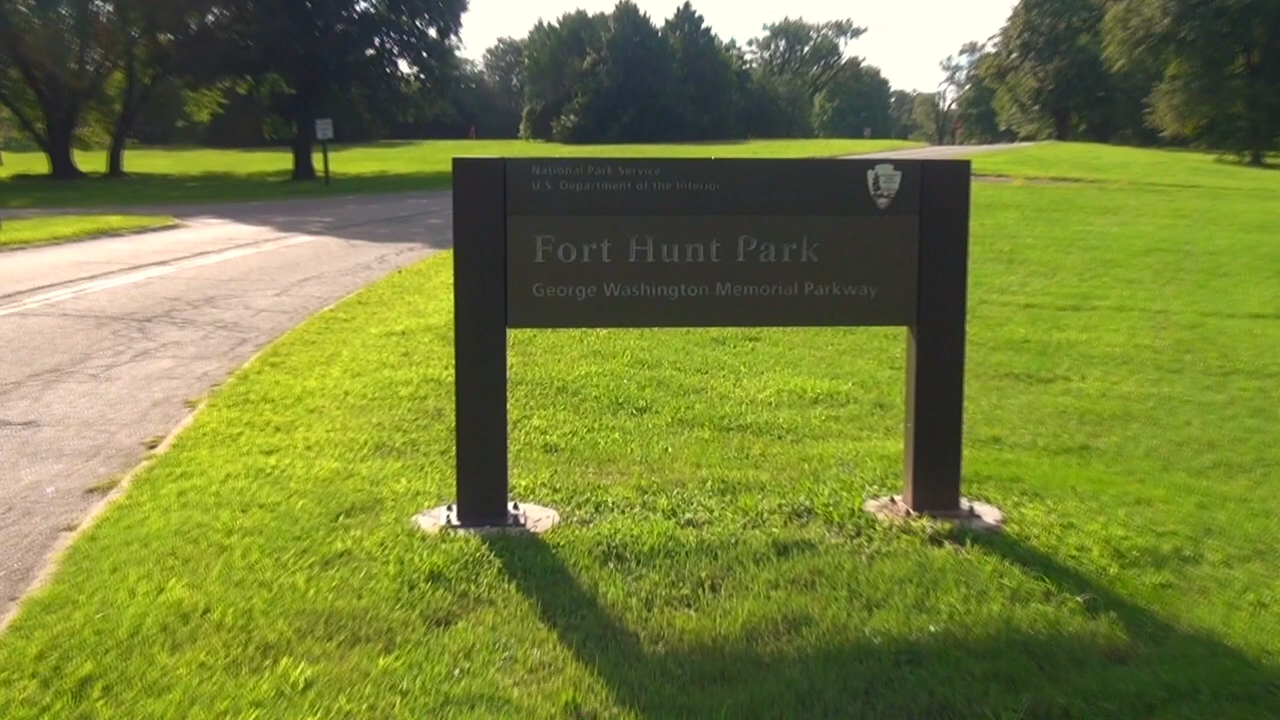 National Park Service
U.S. Department of the Interior
Fort Hunt Park
George Washington Memorial Parkway